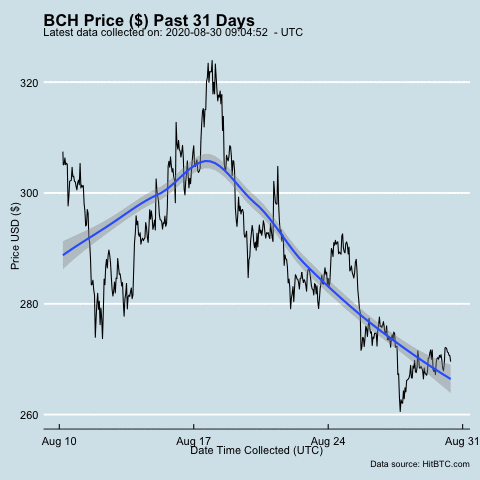 BCH Price ($) Past 31 Days
Latest data collected on: 2020-08-30 09:04:52 - UTC
320
300
280
260
Price USD ($)
Aug 10 Aug 17 Aug 24 Aug 31
Date Time Collected (UTC)
Data source: HitBTC.com